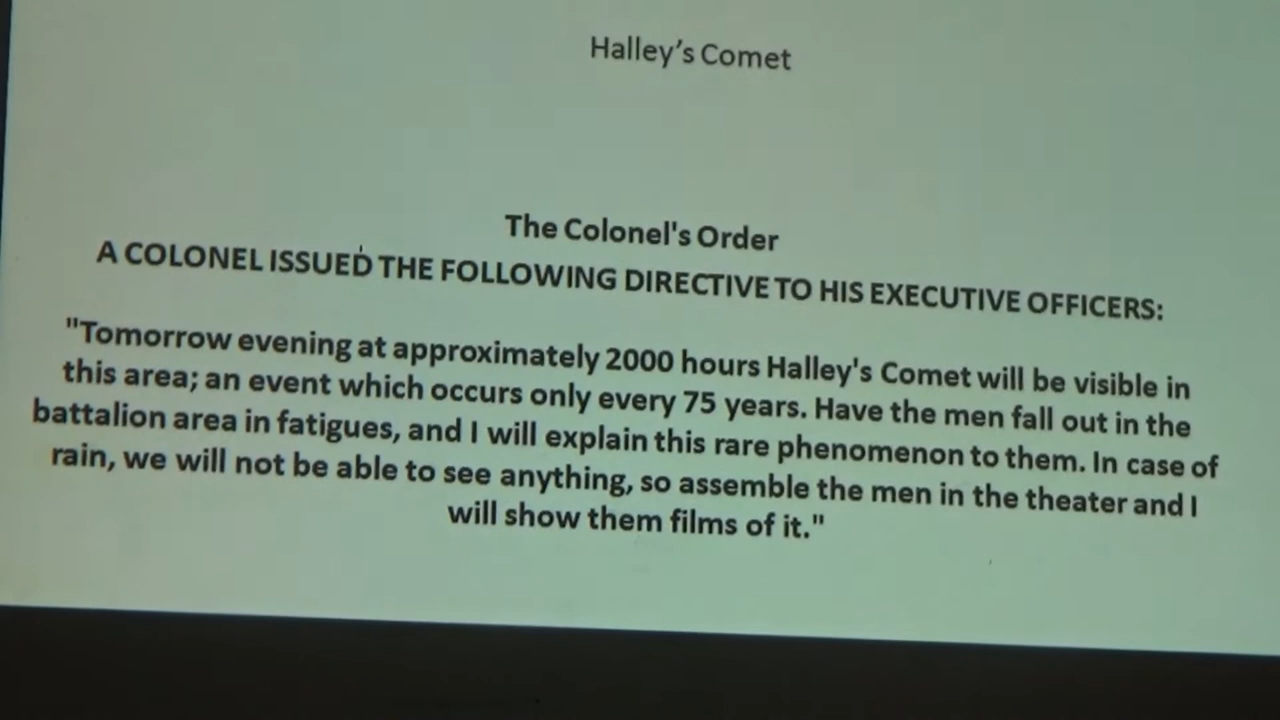 Halley's Comet
The Colonel's Order
A COLONEL ISSUED THE FOLLOWING DIRECTIVE TO HIS EXECUTIVE OFFICERS:
"Tomorrow evening at approximately 2000 hours Halley's Comet will be visible in
this area; an event which occurs only every 75 years. Have the men fall out in the
battalion area in fatigues, and I will explain this rare phenomenon to them. In case of
rain, we will not be able to see anything, so assemble the men in the theater and I
will show them films of it."